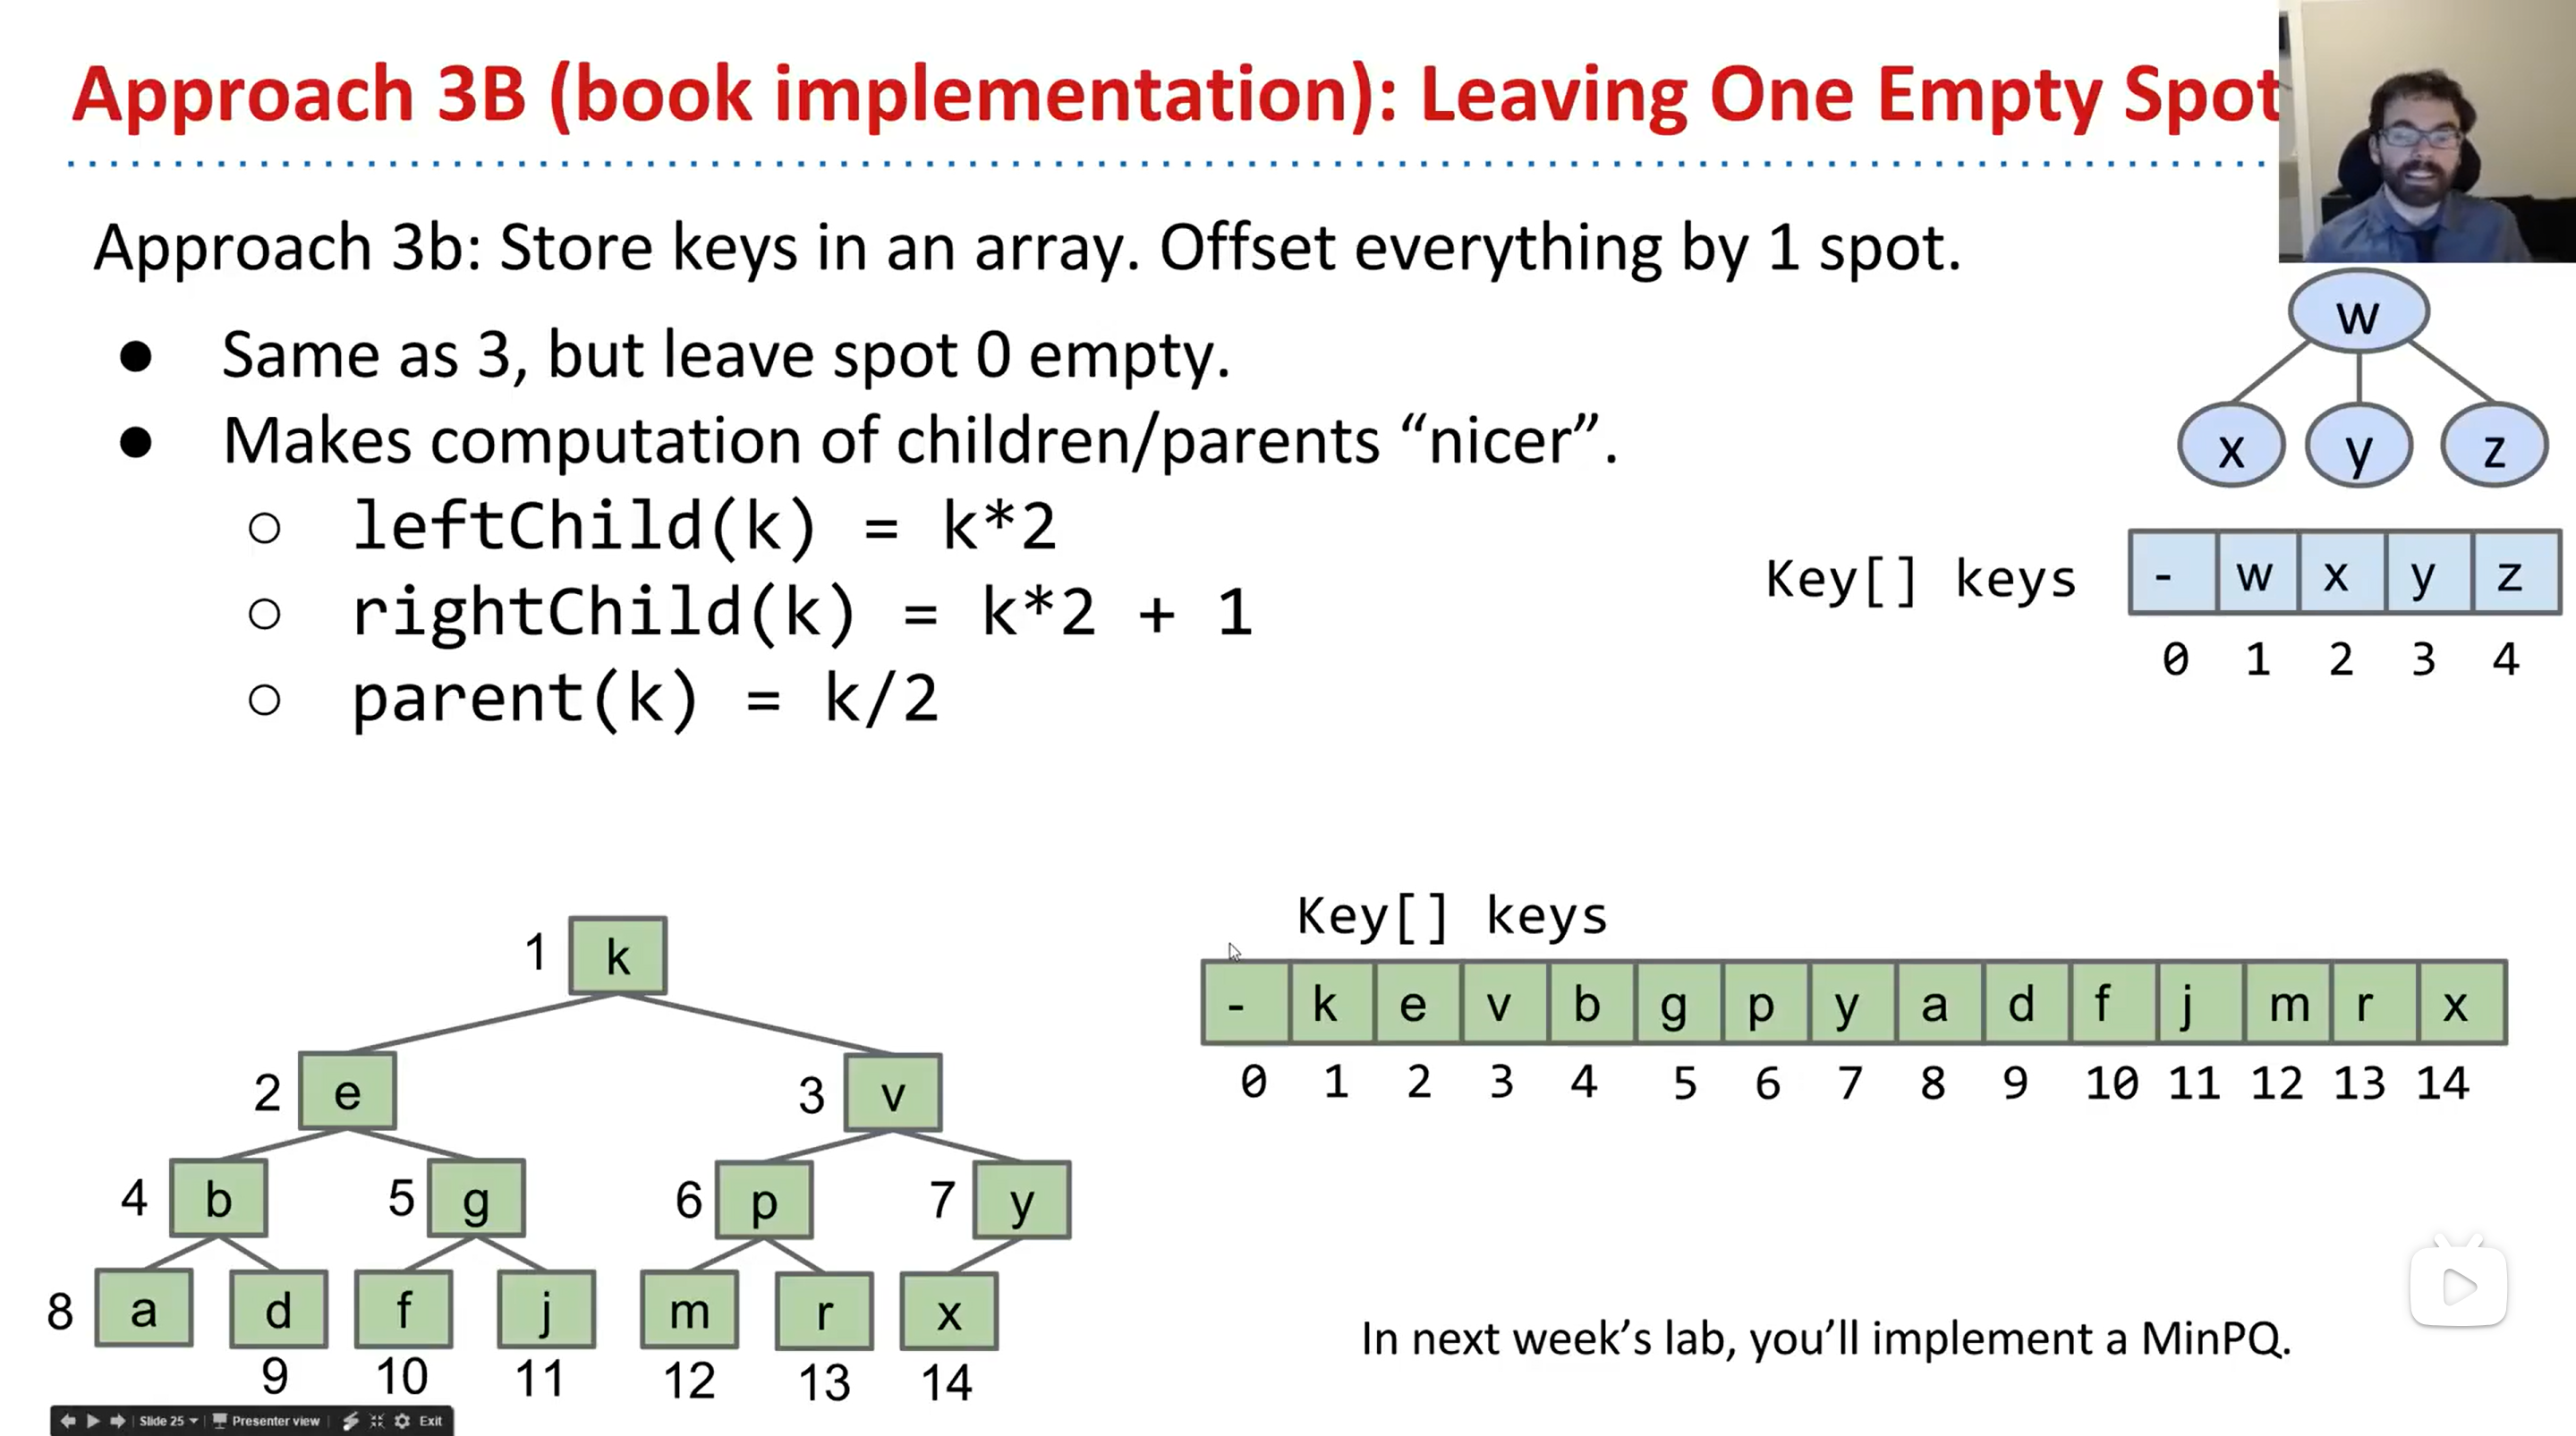 Approach 3B (book implementation): Leaving One Empty Spot
Approach 3b: Store keys in an array. Offset everything by 1 spot.
● Same as 3, but leave spot 0 empty.
● Makes computation of children/parents “nicer”.
○ leftChild(k) = k*2
○ rightChild(k) = k*2 + 1
○ parent(k) = k/2
w
x y z
Key[] keys - w x y z
0 1 2 3 4
1 k
2 e 3 v
4 b 5 g 6 p 7 y
8 a d f j m r x
9 10 11 12 13 14
Key[] keys
- k e v b g p y a d f j m r x
0 1 2 3 4 5 6 7 8 9 10 11 12 13 14
In next week’s lab, you’ll implement a MinPQ.
Slide 25 Presenter view Exit